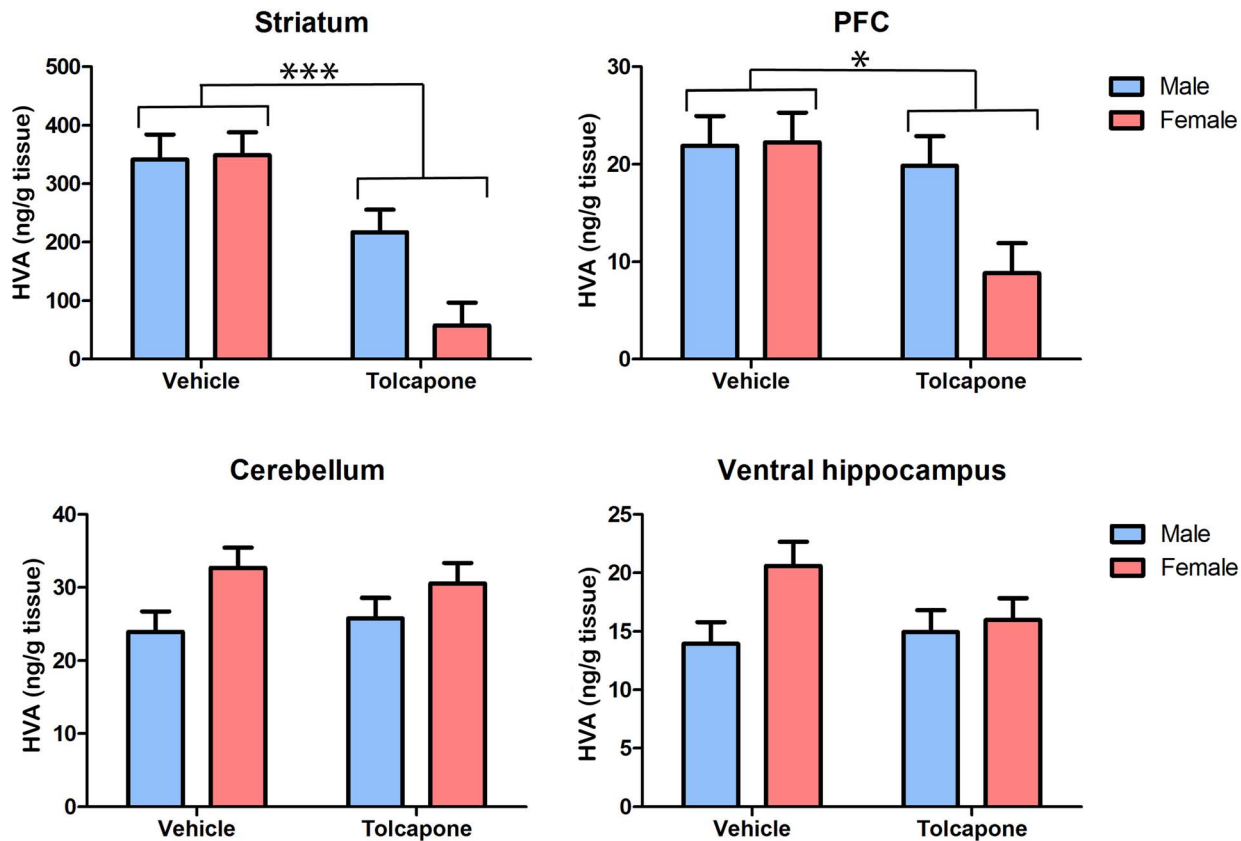 Striatum
HVA (ng/g tissue)
500
400
300
200
100
0
***
Vehicle
Tolcapone
PFC
HVA (ng/g tissue)
30
20
10
0
*
Vehicle
Tolcapone
Male
Female
Cerebellum
HVA (ng/g tissue)
40
30
20
10
0
Vehicle
Tolcapone
Ventral hippocampus
HVA (ng/g tissue)
25
20
15
10
5
0
Vehicle
Tolcapone
Male
Female